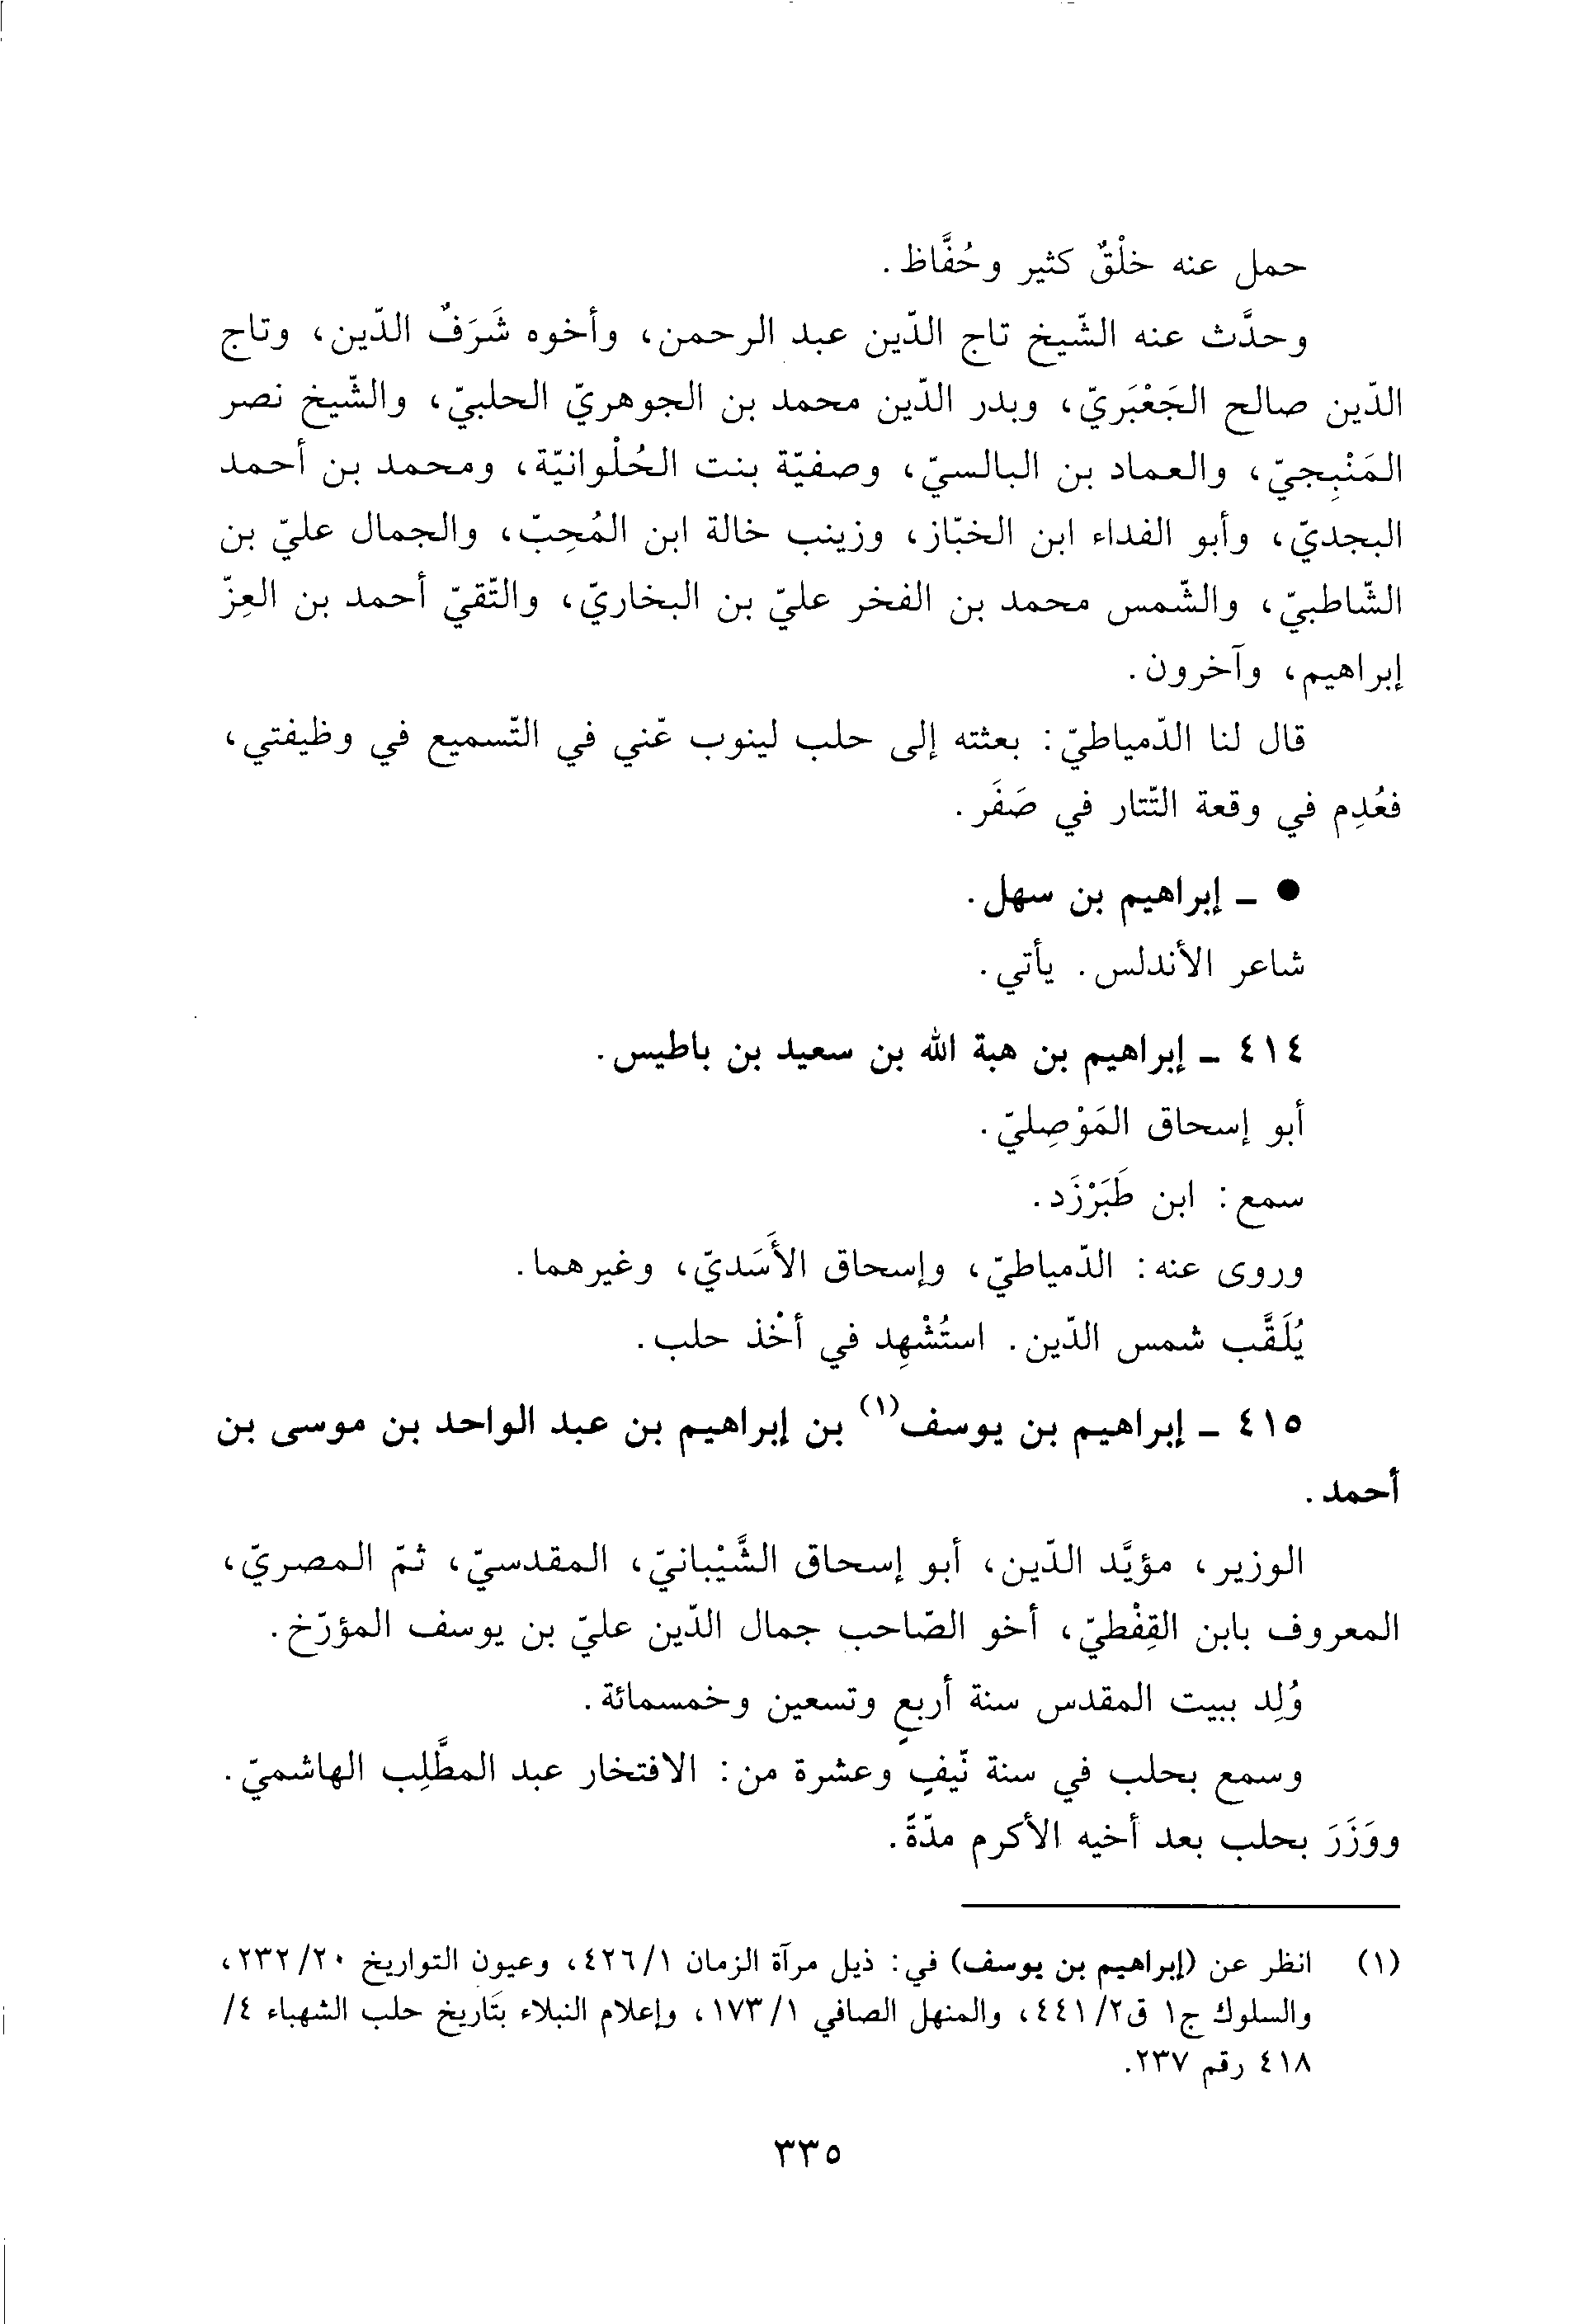 حمل عنه خلْقٌ كثير وحُفَّاظ.
وحدَّث عنه الشّيخ تاج الدّين عبد الرحمن، وأخوه شَرَفٌ الدّين، وتاج
الدّين صالح الجَعْبَريّ، وبدر الدّين محمد بن الجوهريّ الحلبيّ، والشّيخ نصر
المَنْبِجيّ، والعماد بن البالسيّ، وصفيّة بنت الحُلْوانيّة، ومحمد بن أحمد
البجديّ، وأبو الفداء ابن الخبّاز، وزينب خالة ابن المُحِبّ، والجمال عليّ بن
الشّاطبيّ، والشّمس محمد بن الفخر عليّ بن البخاريّ، والتّقيّ أحمد بن العِزّ
إبراهيم، وآخرون.
قال لنا الدّمياطيّ: بعثته إلى حلب لينوب عّني في التّسميع في وظيفتي،
فعُدِم في وقعة التّتار في صَفَر.
● ـ إبراهيم بن سهل.
شاعر الأندلس. يأتي.
٤١٤ ـ إبراهيم بن هبة الله بن سعيد بن باطيس.
أبو إسحاق المَوْصِليّ.
سمع: ابن طَبَرْزَد.
وروى عنه: الدّمياطيّ، وإسحاق الأَسَديّ، وغيرهما.
يُلَقَّب شمس الدّين. استُشْهِد في أخْذ حلب.
٤١٥ ـ إبراهيم بن يوسف(١) بن إبراهيم بن عبد الواحد بن موسى بن
أحمد.
الوزير، مؤيَّد الدّين، أبو إسحاق الشَّيْبانيّ، المقدسيّ، ثمّ المصريّ،
المعروف بابن القِفْطيّ، أخو الصّاحب جمال الدّين عليّ بن يوسف المؤرّخ.
وُلِد ببيت المقدس سنة أربعٍ وتسعين وخمسمائة.
وسمع بحلب في سنة نّيفٍ وعشرة من: الافتخار عبد المطَّلِب الهاشميّ.
ووَزَرَ بحلب بعد أخيه الأكرم مدّةً.
(١) انظر عن (إبراهيم بن يوسف) في: ذيل مرآة الزمان ١/ ٤٢٦، وعيون التواريخ ٢٠/ ٢٣٢،
والسلوك ج١ ق٢/ ٤٤١، والمنهل الصافي ١/ ١٧٣، وإعلام النبلاء بتَاريخ حلب الشهباء ٤/
٤١٨ رقم ٢٣٧.
٣٣٥